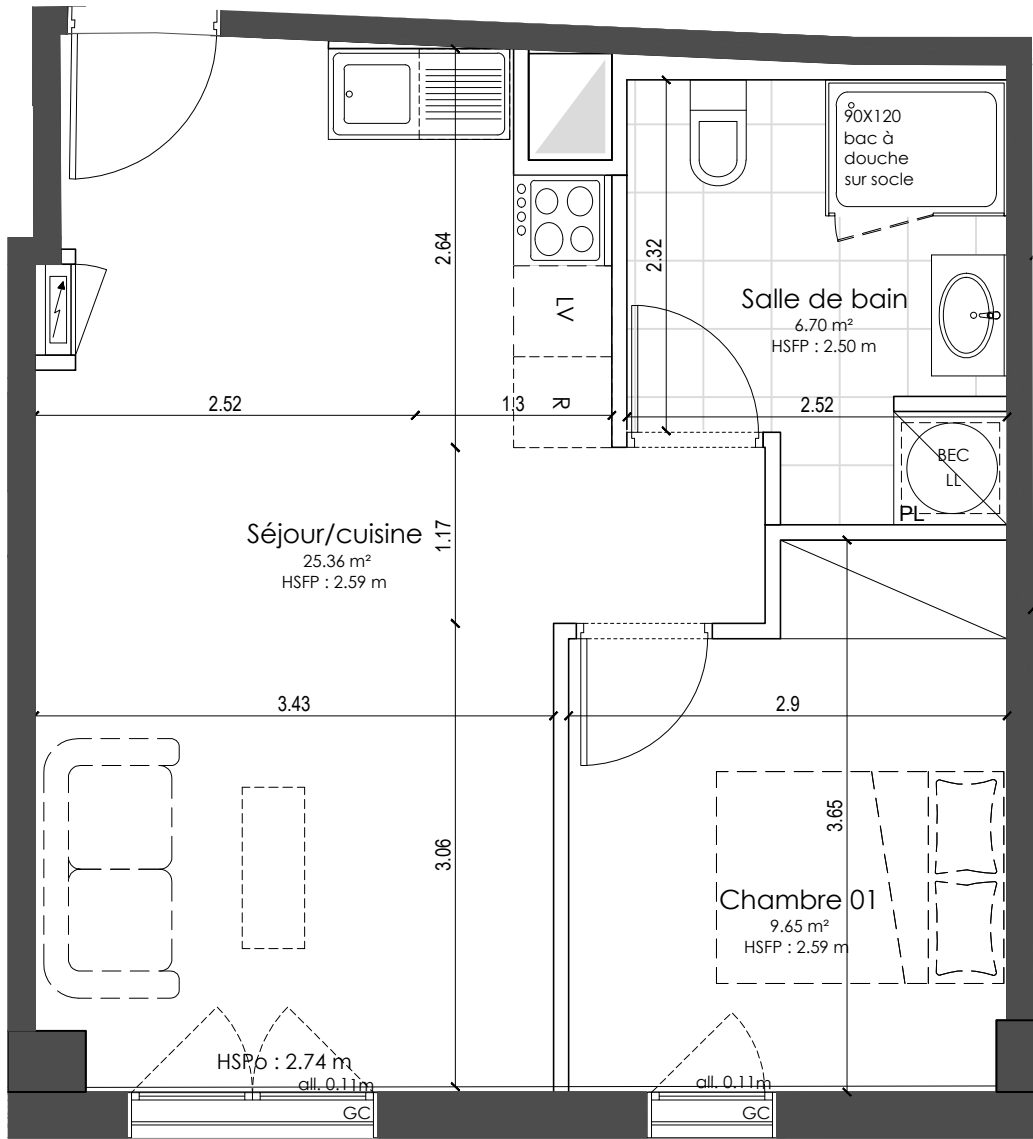 90X120
bac à
douche
sur socle
2.64
2.32
Salle de bain
6.70 m²
HSFP : 2.50 m
LV
R
2.52
1.3
2.52
BEC
LL
PL
Séjour/cuisine
25.36 m²
HSFP : 2.59 m
1.17
3.43
2.9
3.06
3.65
Chambre 01
9.65 m²
HSFP : 2.59 m
HSPo : 2.74 m
all. 0.11m
GC
all. 0.11m
GC